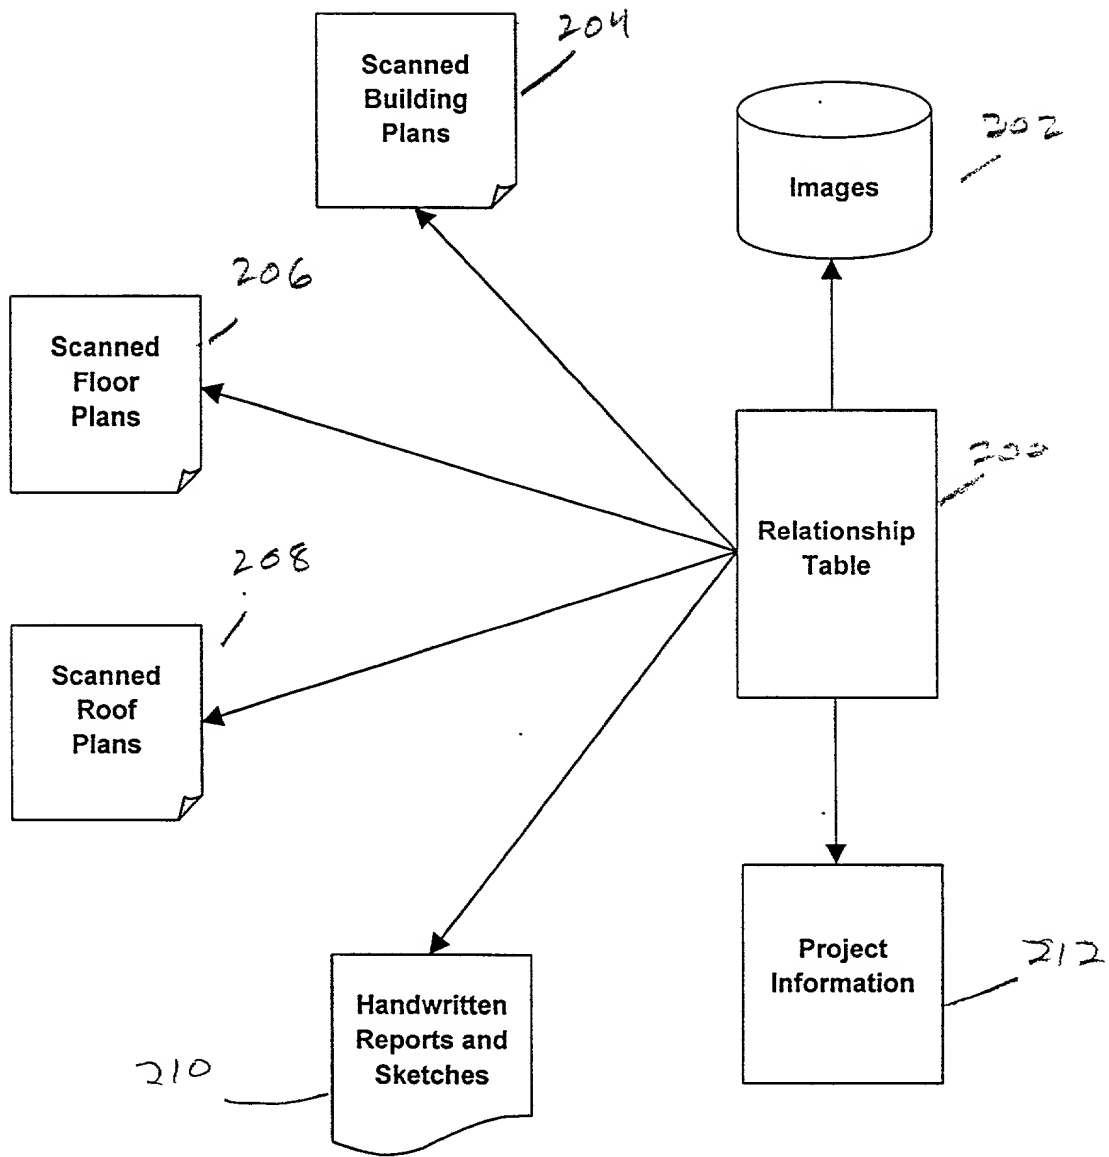 204
Scanned
Building
Plans
202
Images
206
Scanned
Floor
Plans
200
Relationship
Table
208
Scanned
Roof
Plans
212
Project
Information
Handwritten
Reports and
Sketches
210